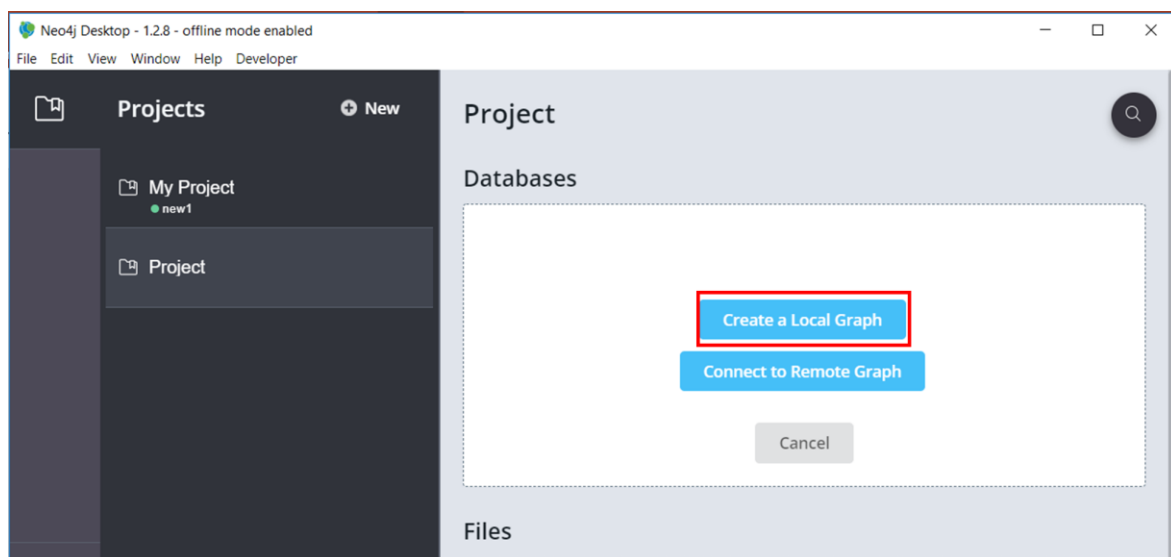 Neo4j Desktop - 1.2.8 - offline mode enabled
File Edit View Window Help Developer
Projects
New
My Project
new1
Project
Project
Databases
Create a Local Graph
Connect to Remote Graph
Cancel
Files